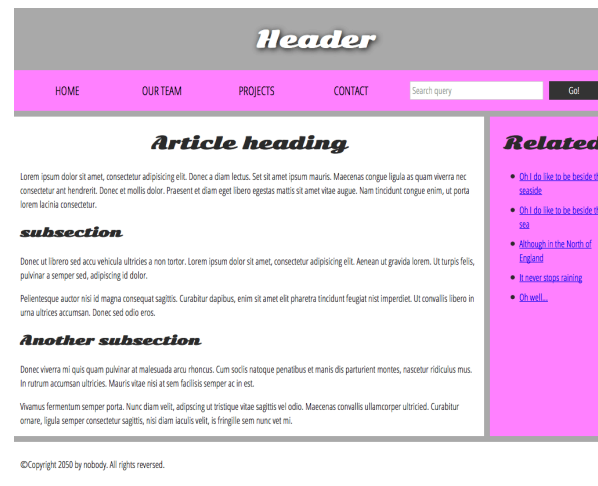 Header
HOME OUR TEAM PROJECTS CONTACT Search query Go!
Article heading
Lorem ipsum dolor sit amet, consectetur adipisicing elit. Donec a diam lectus. Set sit amet ipsum mauris. Maecenas congue ligula as quam viverra nec
consectetur ant hendrerit. Donec et mollis dolor. Praesent et diam eget libero egestas mattis sit amet vitae augue. Nam tincidunt congue enim, ut porta
lorem lacinia consectetur.
subsection
Donec ut librero sed accu vehicula ultricies a non tortor. Lorem ipsum dolor sit amet, consectetur adipisicing elit. Aenean ut gravida lorem. Ut turpis felis,
pulvinar a semper sed, adipiscing id dolor.
Pelientesque auctor nisi id magna consequat sagittis. Curabitur dapibus, enim sit amet elit pharetra tincidunt feugiat nist imperdiet. Ut convallis libero in
urna ultrices accumsan. Donec sed odio eros.
Another subsection
Donec viverra mi quis quam pulvinar at malesuada arcu rhoncus. Cum soclis natoque penatibus et manis dis parturient montes, nascetur ridiculus mus.
In rutrum accumsan ultricies. Mauris vitae nisi at sem facilisis semper ac in est.
Vivamus fermentum semper porta. Nunc diam velit, adipscing ut tristique vitae sagittis vel odio. Maecenas convallis ullamcorper ultricied. Curabitur
ornare, ligula semper consectetur sagittis, nisi diam iaculis velit, is fringille sem nunc vet mi.
Related
Oh I do like to be beside th
seaside
Oh I do like to be beside th
sea
Although in the North of
England
It never stops raining
Oh well...
©Copyright 2050 by nobody. All rights reversed.